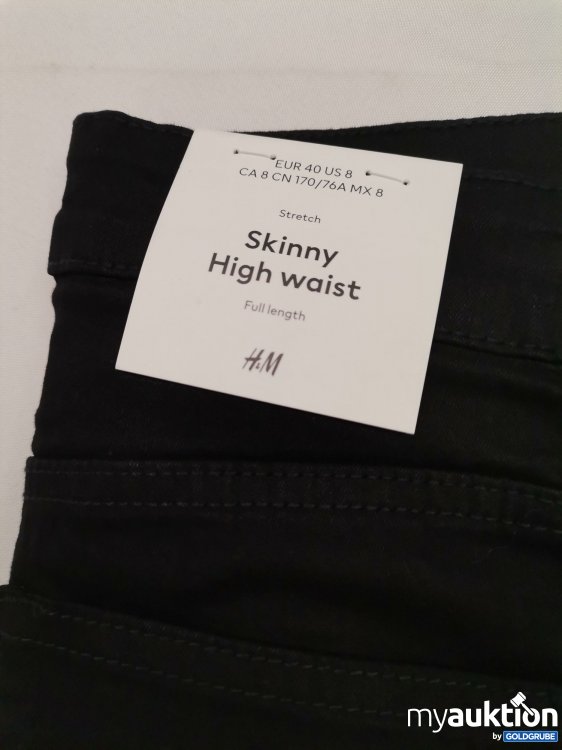 EUR 40 US 8
CA 8 CN 170/76A MX 8
Stretch
Skinny
High waist
Full length
H&M
myauktion
by GOLDGRUBE